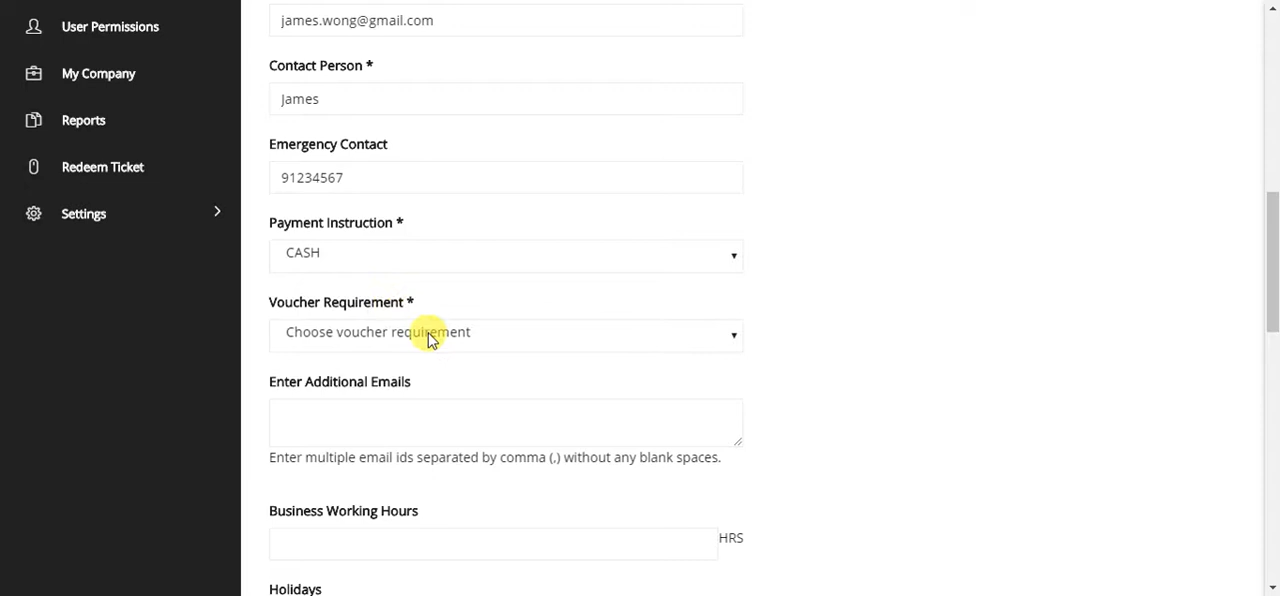 User Permissions
My Company
Reports
Redeem Ticket
Settings
james.wong@gmail.com
Contact Person *
James
Emergency Contact
91234567
Payment Instruction *
CASH
Voucher Requirement *
Choose voucher requirement
Enter Additional Emails
Enter multiple email ids separated by comma (,) without any blank spaces.
Business Working Hours
HRS
Holidays